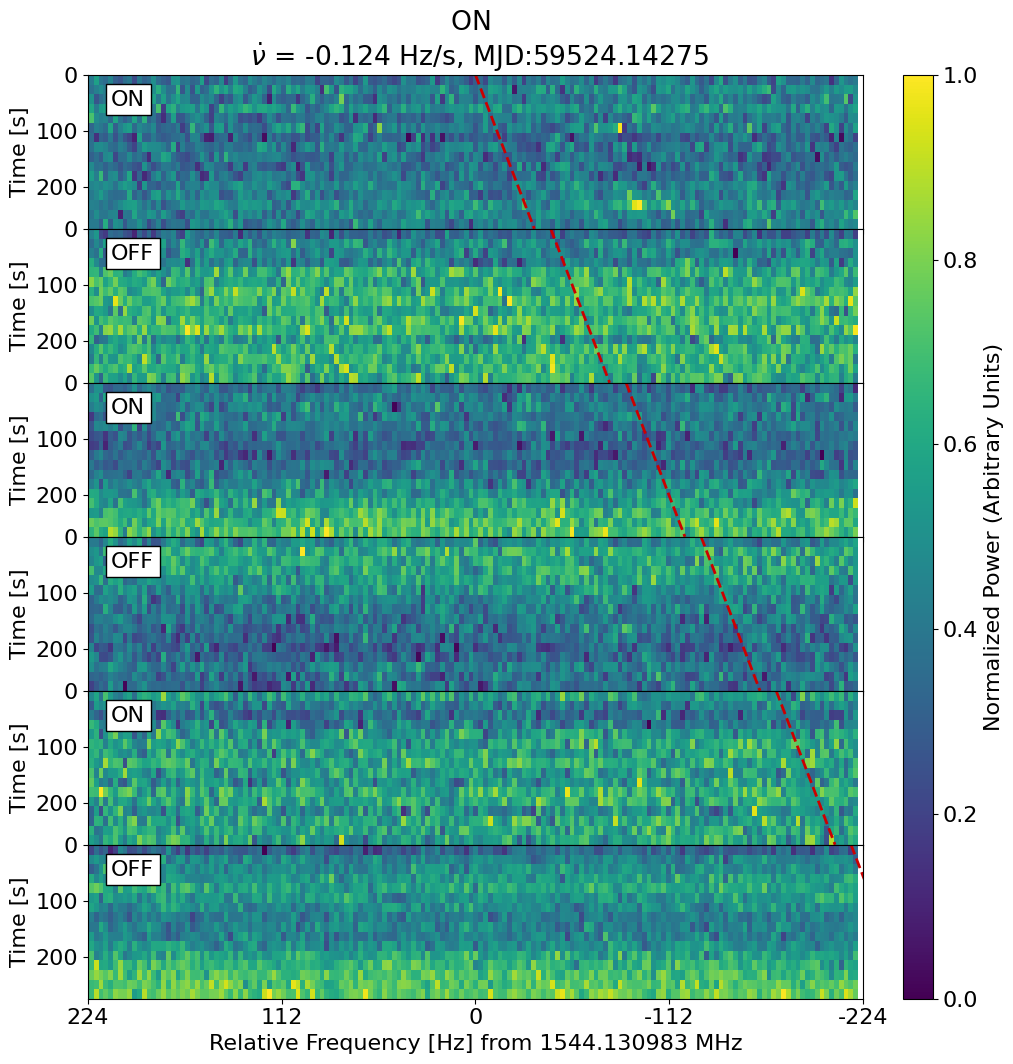 ON
ν̇ = -0.124 Hz/s, MJD:59524.14275
0
100
200
Time [s]
ON
0
100
200
Time [s]
OFF
0
100
200
Time [s]
ON
0
100
200
Time [s]
OFF
0
100
200
Time [s]
ON
0
100
200
Time [s]
OFF
224 112 0 -112 -224
Relative Frequency [Hz] from 1544.130983 MHz
1.0
0.8
0.6
0.4
0.2
0.0
Normalized Power (Arbitrary Units)